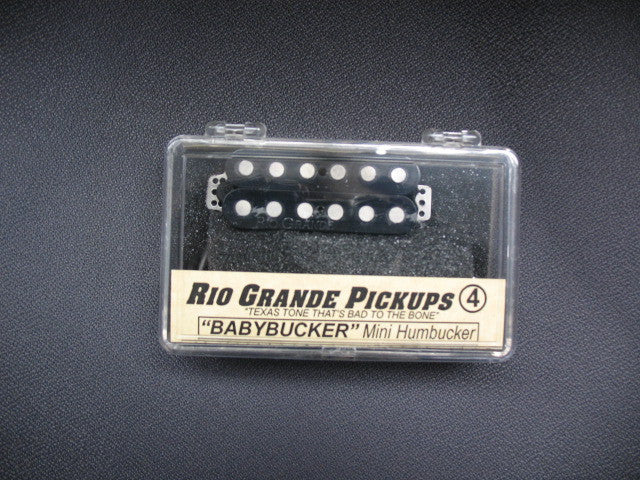 RIO GRANDE PICKUPS 4
"TEXAS TONE THAT'S BAD TO THE BONE"
"BABYBUCKER" Mini Humbucker